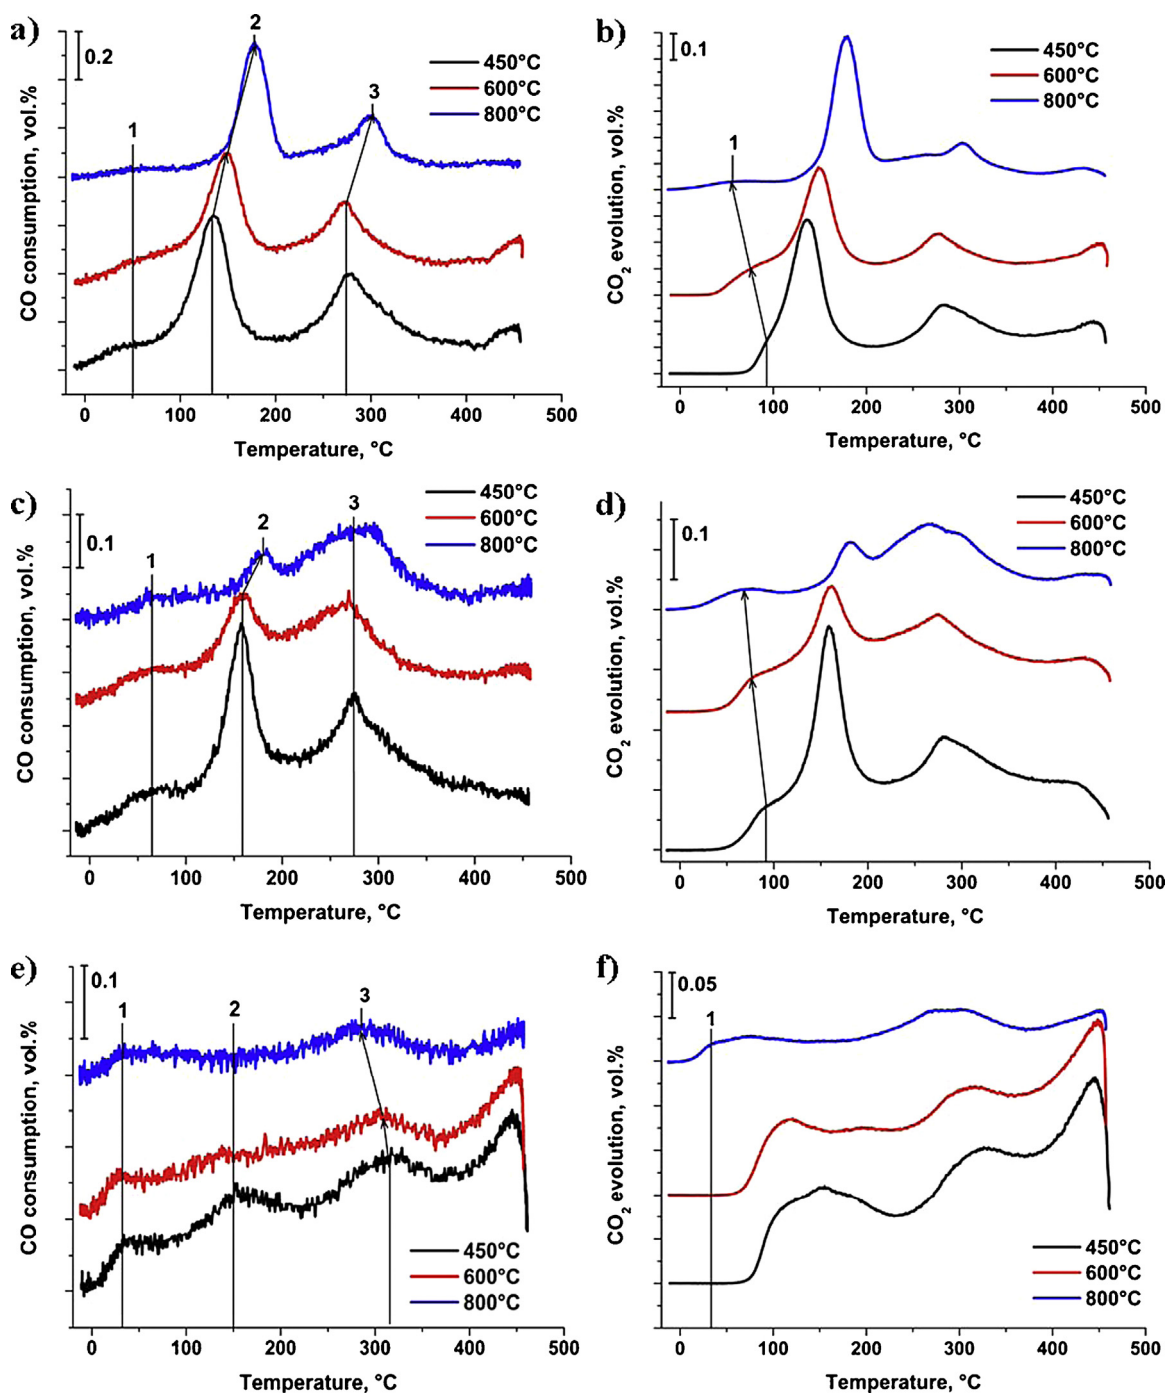 a)
2
0.2
450°C
600°C
800°C
3
1
CO consumption, vol.%
0 100 200 300 400 500
Temperature, °C
b)
0.1
450°C
600°C
800°C
1
CO2 evolution, vol.%
0 100 200 300 400 500
Temperature, °C
c)
450°C
600°C
800°C
3
2
0.1
1
CO consumption, vol.%
0 100 200 300 400 500
Temperature, °C
d)
450°C
600°C
800°C
0.1
CO2 evolution, vol.%
0 100 200 300 400 500
Temperature, °C
e)
0.1
1
2
3
CO consumption, vol.%
450°C
600°C
800°C
0 100 200 300 400 500
Temperature, °C
f)
0.05
1
CO2 evolution, vol.%
450°C
600°C
800°C
0 100 200 300 400 500
Temperature, °C